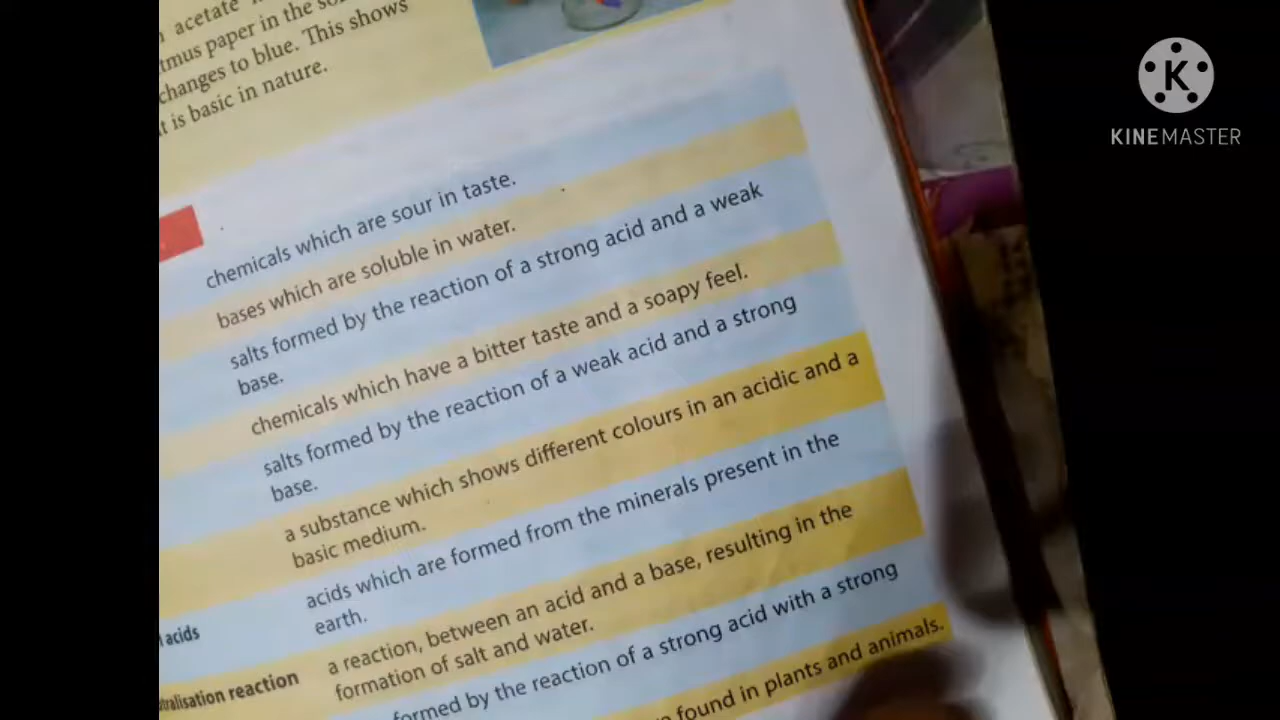 acetate
paper in the
changes to blue. This shows
is basic in nature.
chemicals which are sour in taste.
bases which are soluble in water.
salts formed by the reaction of a strong acid and a weak
base.
chemicals which have a bitter taste and a soapy feel.
salts formed by the reaction of a weak acid and a strong
base.
a substance which shows different colours in an acidic and a
basic medium.
acids
acids which are formed from the minerals present in the
earth.
reaction
a reaction, between an acid and a base, resulting in the
formation of salt and water.
formed by the reaction of a strong acid with a strong
found in plants and animals.
K
KINEMASTER